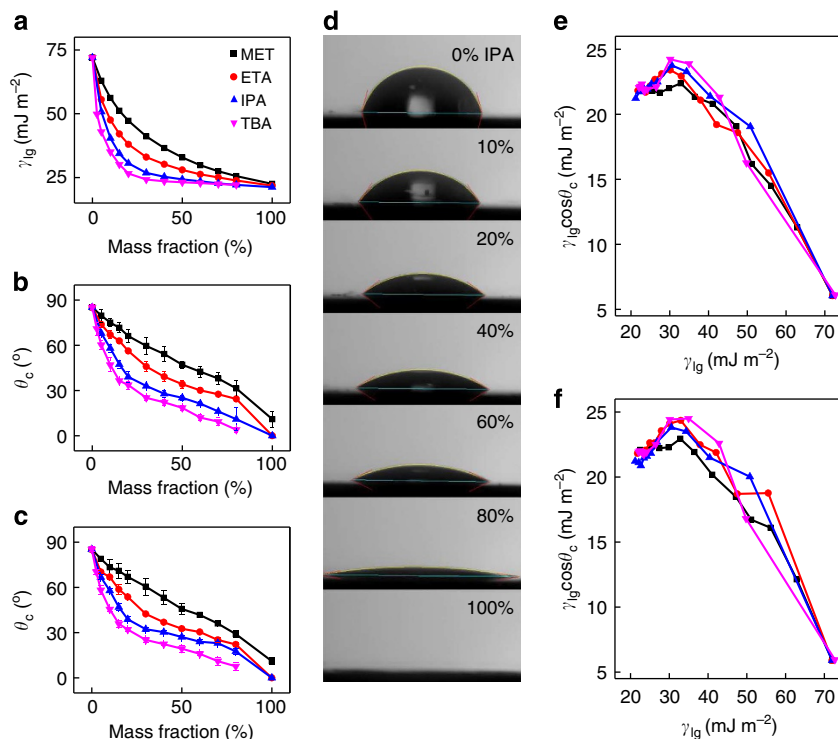 a
75
50
25
γlg (mJ m−2)
MET
ETA
IPA
TBA
0 50 100
Mass fraction (%)
b
90
60
30
0
θc (º)
0 50 100
Mass fraction (%)
c
90
60
30
0
θc (º)
0 50 100
Mass fraction (%)
d
0% IPA
10%
20%
40%
60%
80%
100%
e
25
20
15
10
5
γlgcosθc (mJ m−2)
20 30 40 50 60 70
γlg (mJ m−2)
f
25
20
15
10
5
γlgcosθc (mJ m−2)
20 30 40 50 60 70
γlg (mJ m−2)